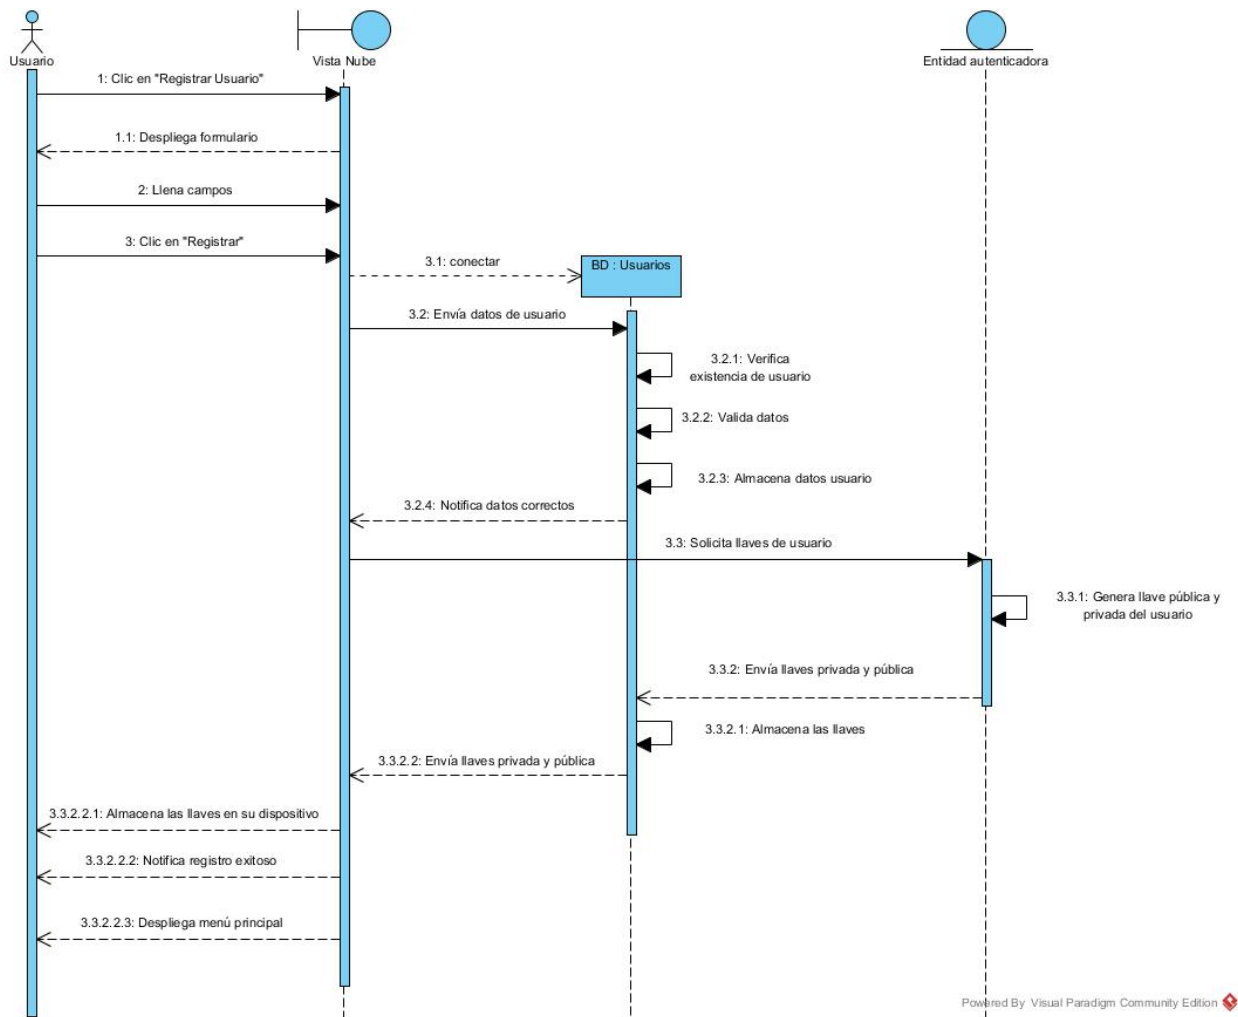 Usuario
Vista Nube
Entidad autenticadora
1: Clic en "Registrar Usuario"
1.1: Despliega formulario
2: Llena campos
3: Clic en "Registrar"
3.1: conectar
BD : Usuarios
3.2: Envía datos de usuario
3.2.1: Verifica
existencia de usuario
3.2.2: Valida datos
3.2.3: Almacena datos usuario
3.2.4: Notifica datos correctos
3.3: Solicita llaves de usuario
3.3.1: Genera llave pública y
privada del usuario
3.3.2: Envía llaves privada y pública
3.3.2.1: Almacena las llaves
3.3.2.2: Envía llaves privada y pública
3.3.2.2.1: Almacena las llaves en su dispositivo
3.3.2.2.2: Notifica registro exitoso
3.3.2.2.3: Despliega menú principal
Powered By Visual Paradigm Community Edition